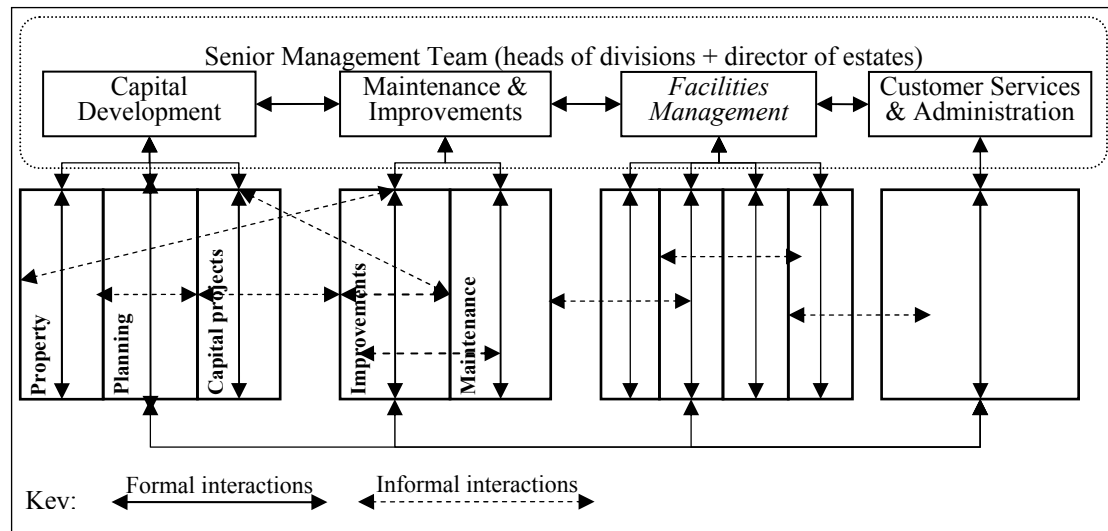 Senior Management Team (heads of divisions + director of estates)
Capital
Development
Maintenance &
Improvements
Facilities
Management
Customer Services
& Administration
Property
Planning
Capital projects
Improvements
Maintenance
Kev:
Formal interactions
Informal interactions